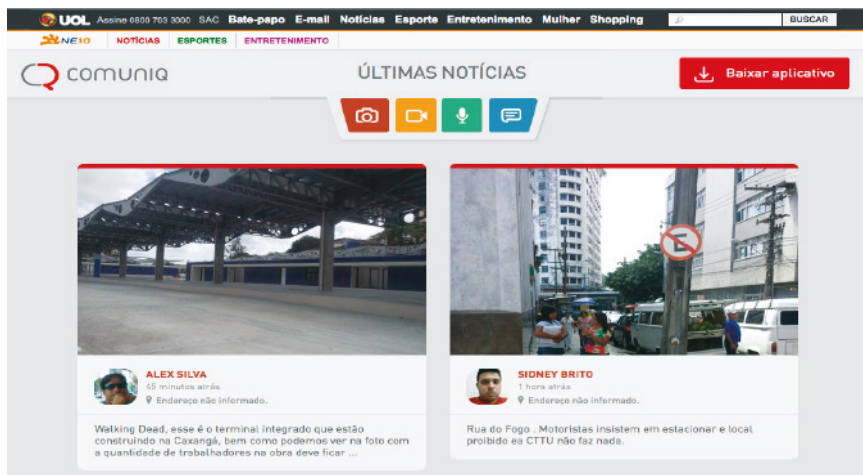 UOL Assine 0800 703 3000 SAC Bate-papo E-mail Notícias Esporte Entretenimento Mulher Shopping BUSCAR
NE10 NOTÍCIAS ESPORTES ENTRETENIMENTO
comuniq ÚLTIMAS NOTÍCIAS Baixar aplicativo
ALEX SILVA
45 minutos atrás
Endereço não informado.
Walking Dead, esse é o terminal integrado que estão
construindo na Caxangá, bem como podemos ver na foto com
a quantidade de trabalhadores na obra deve ficar ...
E
SIDNEY BRITO
1 hora atrás
Endereço não informado.
Rua do Fogo . Motoristas insistem em estacionar e local
proibido ea CTTU não faz nada.